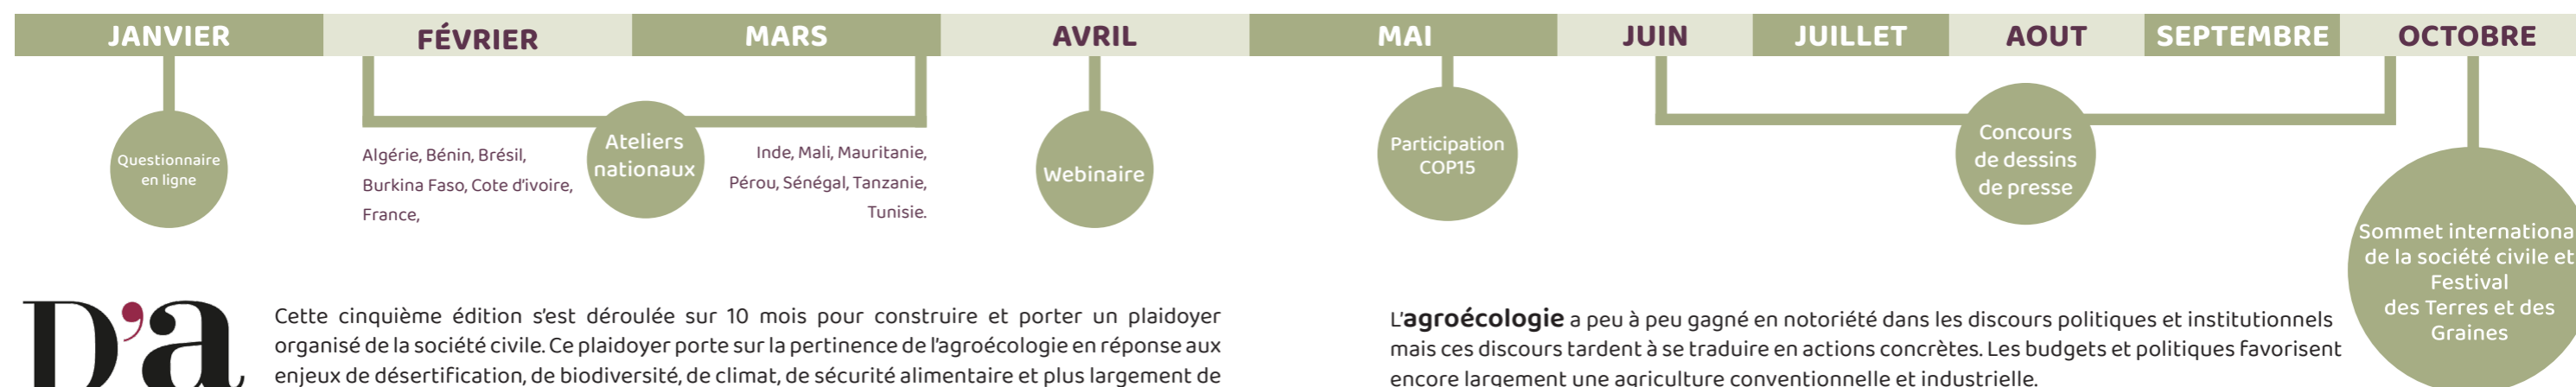 JANVIER FÉVRIER MARS AVRIL MAI JUIN JUILLET AOUT SEPTEMBRE OCTOBRE
Questionnaire
en ligne
Algérie, Bénin, Brésil,
Burkina Faso, Cote d'ivoire,
France,
Ateliers
nationaux
Inde, Mali, Mauritanie,
Pérou, Sénégal, Tanzanie,
Tunisie.
Webinaire
Participation
COP15
Concours
de dessins
de presse
Sommet internationa
de la société civile et
Festival
des Terres et des
Graines
D'a
Cette cinquième édition s'est déroulée sur 10 mois pour construire et porter un plaidoyer
organisé de la société civile. Ce plaidoyer porte sur la pertinence de l'agroécologie en réponse aux
enjeux de désertification, de biodiversité, de climat, de sécurité alimentaire et plus largement de
L'agroécologie a peu à peu gagné en notoriété dans les discours politiques et institutionnels
mais ces discours tardent à se traduire en actions concrètes. Les budgets et politiques favorisent
encore largement une agriculture conventionnelle et industrielle.